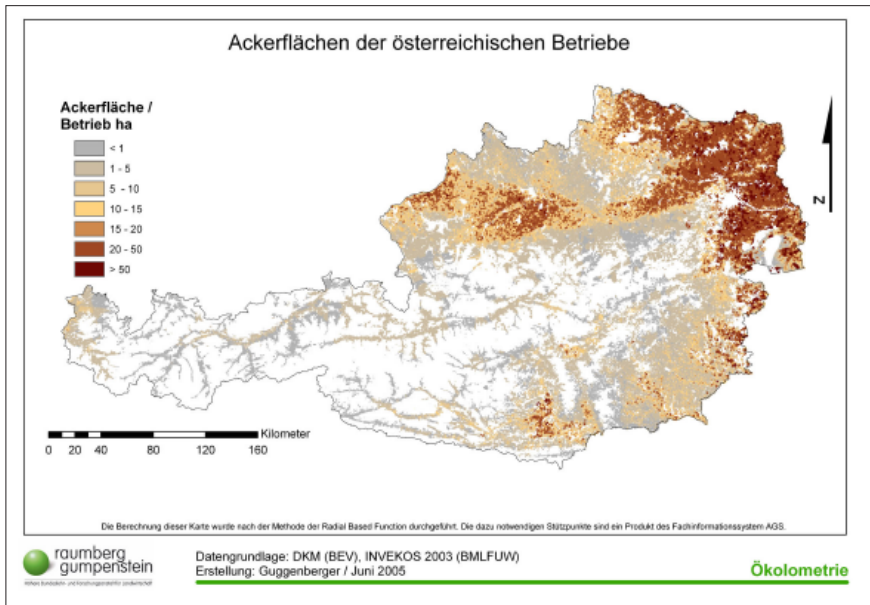 Ackerflächen der österreichischen Betriebe
Ackerfläche /
Betrieb ha
< 1
1 - 5
5 - 10
10 - 15
15 - 20
20 - 50
> 50
N
Kilometer
0 20 40 80 120 160
Die Berechnung dieser Karte wurde nach der Methode der Radial Based Function durchgeführt. Die dazu notwendigen Stützpunkte sind ein Produkt des Fachinformationssystem AGS.
raumberg
gumpenstein
Datengrundlage: DKM (BEV), INVEKOS 2003 (BMLFUW)
Erstellung: Guggenberger / Juni 2005
Ökolometrie